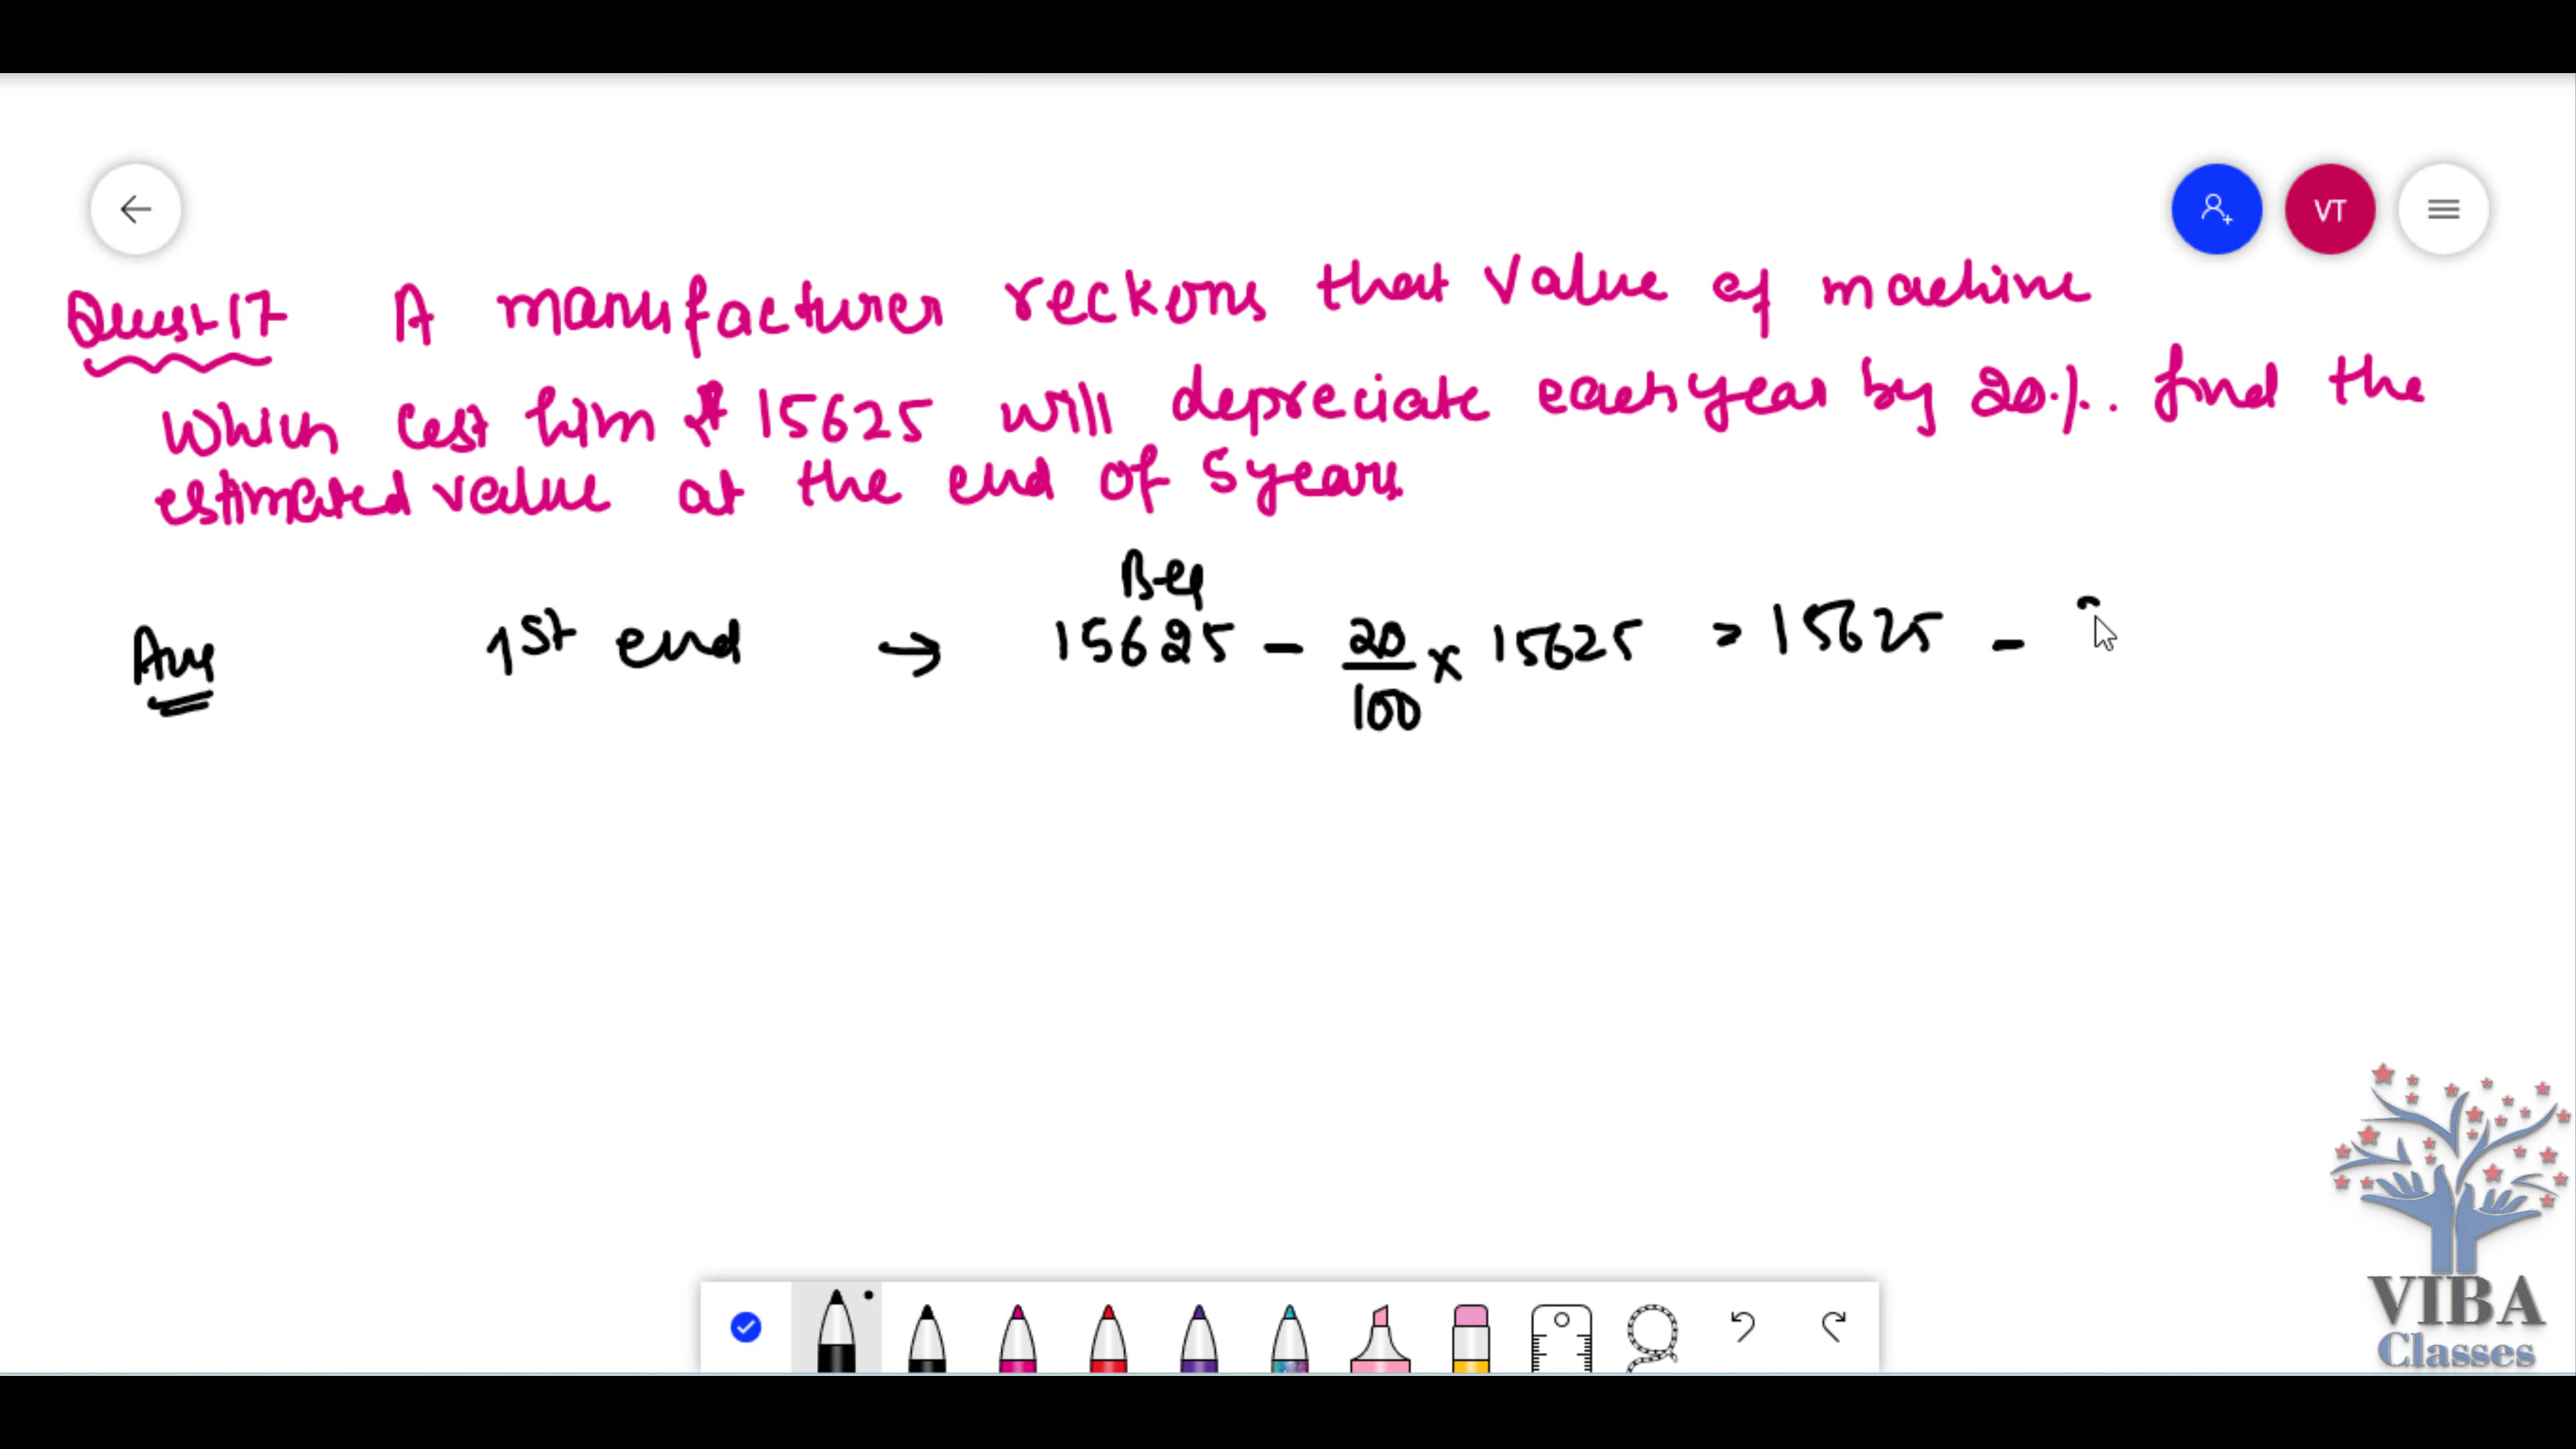 VT
Quest 17 A manufacturer reckons that value of machine
which cost him ₹ 15625 will depreciate each year by 20%. find the
estimated value at the end of 5 years.
Beg
Ans 1st end → 15625 - 20/100 × 15625 = 15625 -
VIBA
Classes